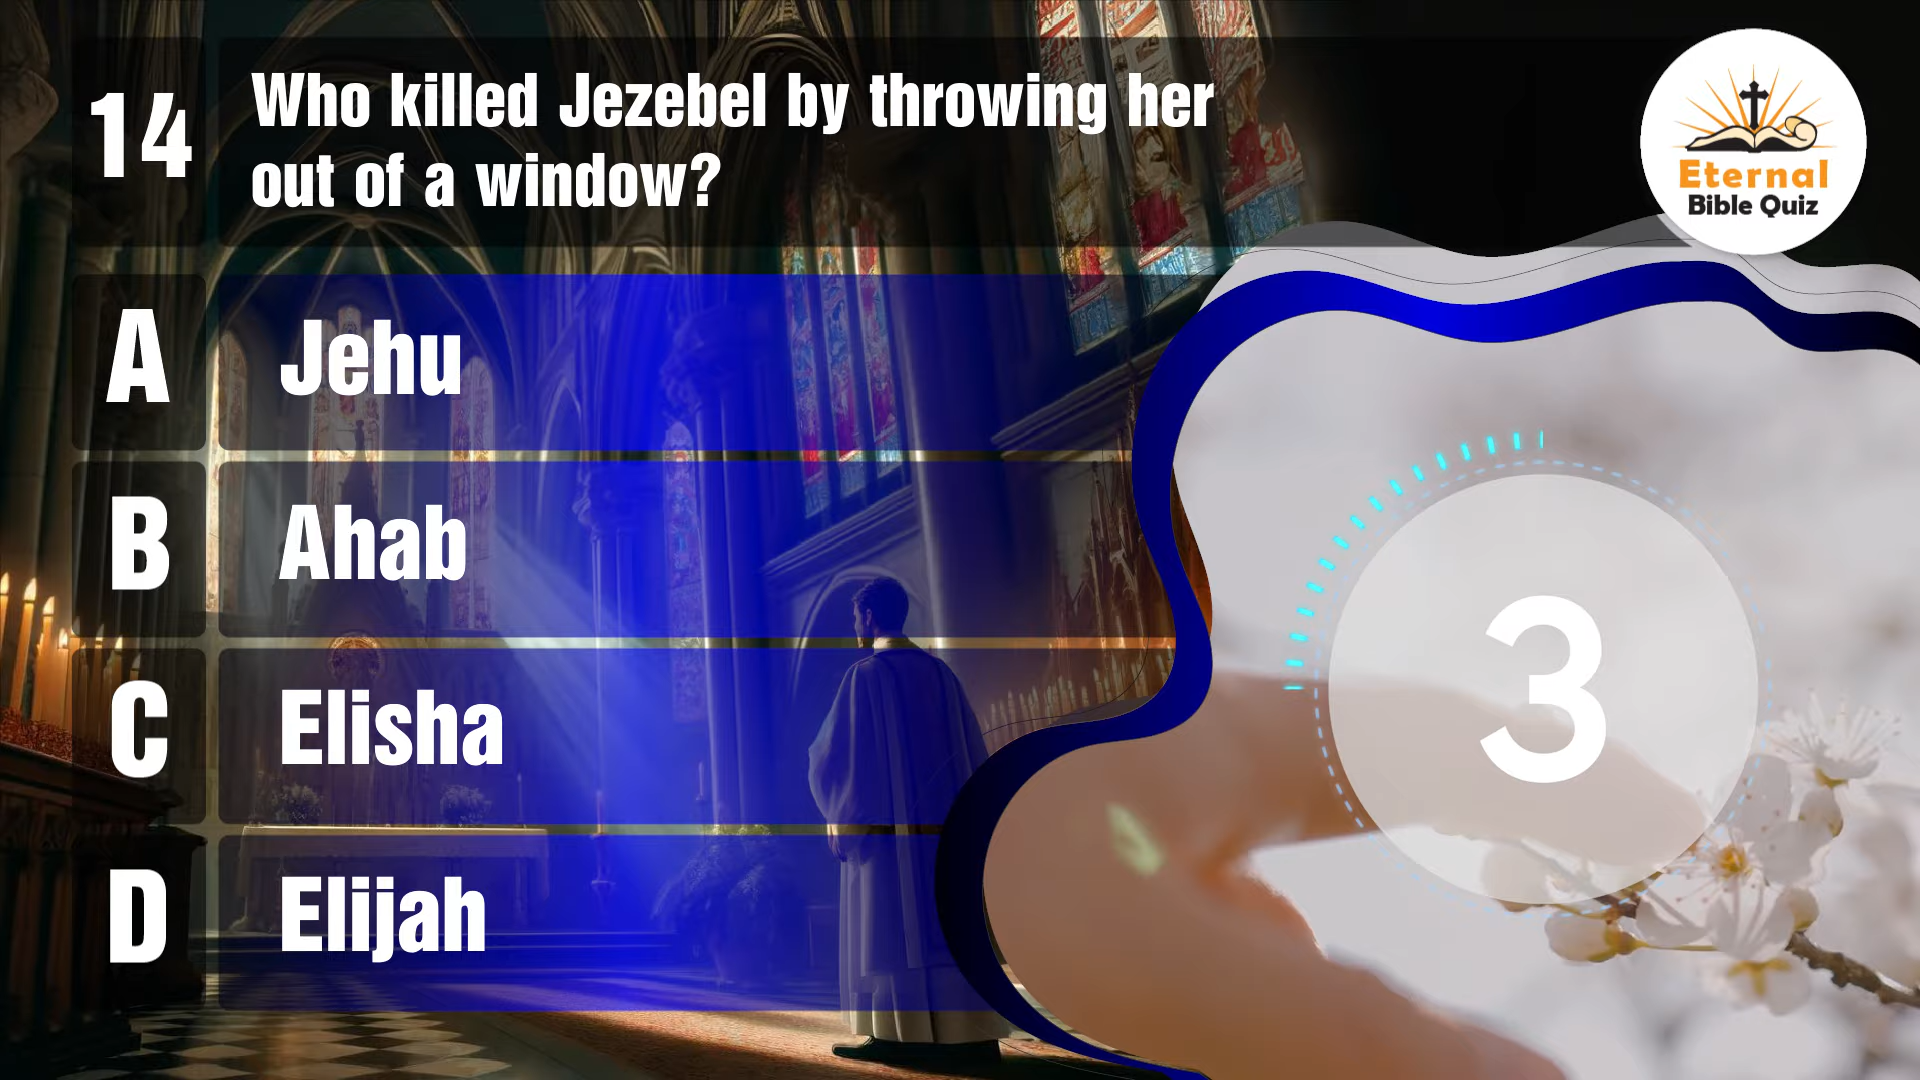 14
Who killed Jezebel by throwing her
out of a window?
Eternal
Bible Quiz
A
Jehu
B
Ahab
C
Elisha
D
Elijah
3